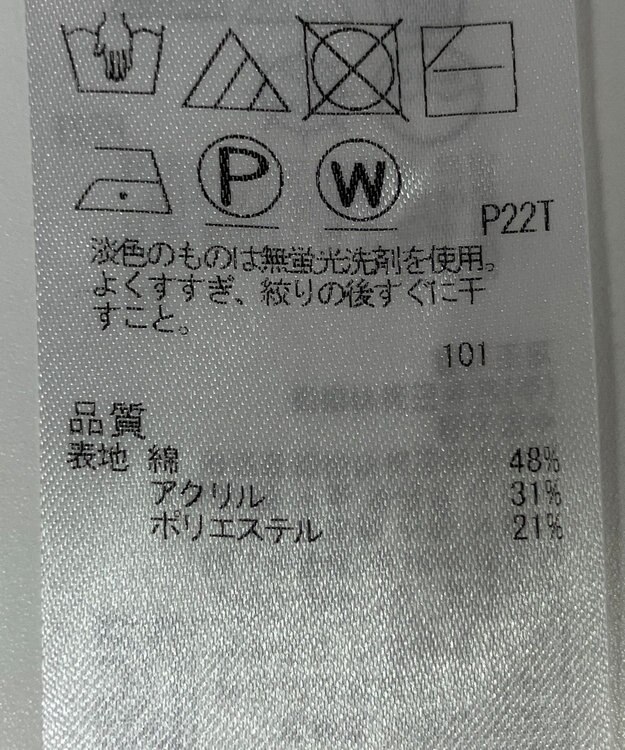 P
W
P22T
淡色のものは無蛍光洗剤を使用。
よくすすぎ、絞りの後すぐに干
すこと。
101
品質
表地 綿 48%
アクリル 31%
ポリエステル 21%